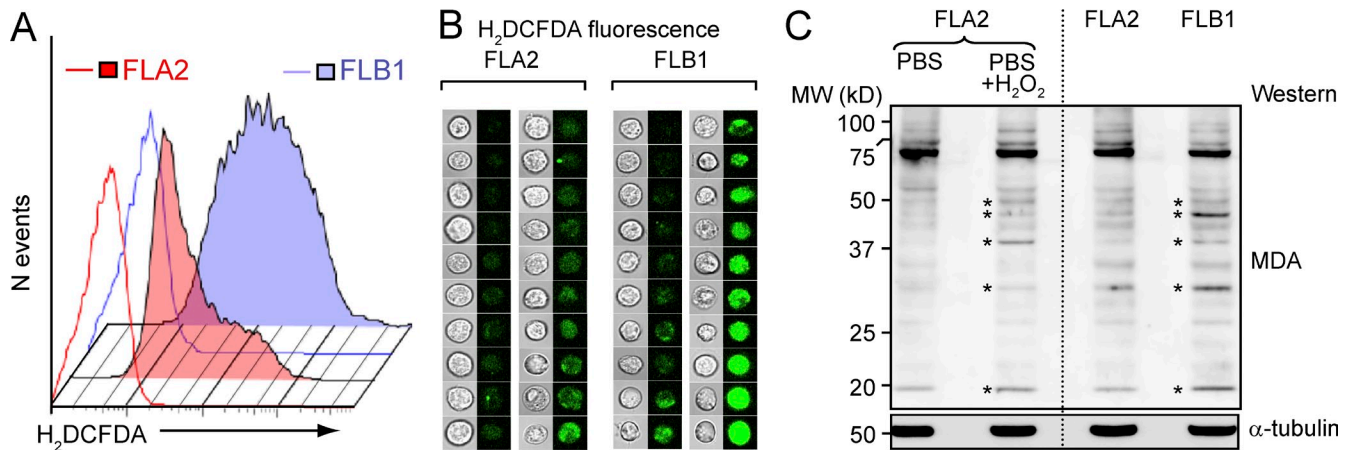 A
FLA2
FLB1
N events
H₂DCFDA
B
H₂DCFDA fluorescence
FLA2
FLB1
C
FLA2
FLA2
FLB1
PBS
PBS
+H₂O₂
MW (kD)
Western
100
75
50
37
25
20
50
*
*
*
*
*
*
*
*
*
*
MDA
α-tubulin